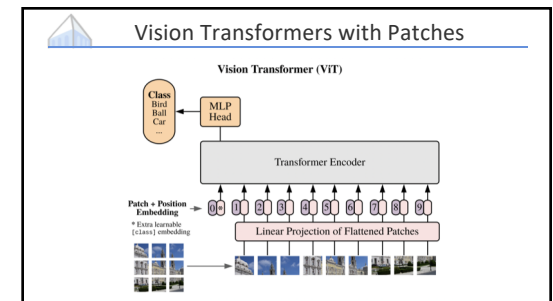 Vision Transformers with Patches
Vision Transformer (ViT)
Class
Bird
Ball
Car
...
MLP
Head
Transformer Encoder
Patch + Position
Embedding
* Extra learnable
[class] embedding
0 * 1 2 3 4 5 6 7 8 9
Linear Projection of Flattened Patches